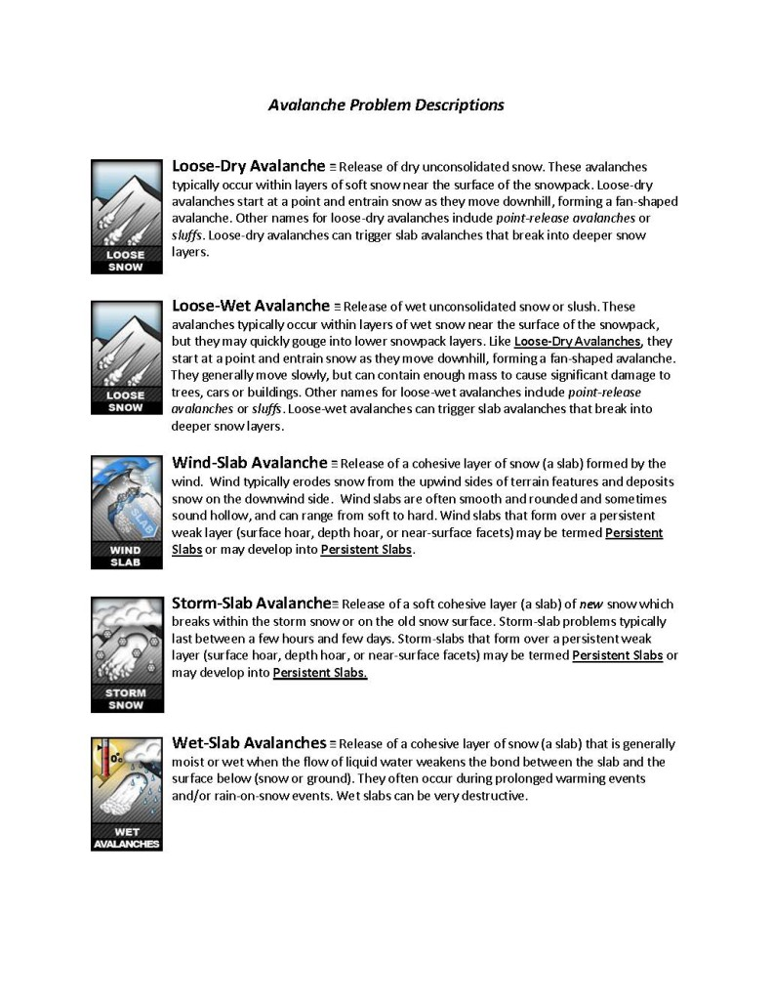 Avalanche Problem Descriptions
LOOSE
SNOW
Loose-Dry Avalanche ≡ Release of dry unconsolidated snow. These avalanches
typically occur within layers of soft snow near the surface of the snowpack. Loose-dry
avalanches start at a point and entrain snow as they move downhill, forming a fan-shaped
avalanche. Other names for loose-dry avalanches include point-release avalanches or
sluffs. Loose-dry avalanches can trigger slab avalanches that break into deeper snow
layers.
LOOSE
SNOW
Loose-Wet Avalanche ≡ Release of wet unconsolidated snow or slush. These
avalanches typically occur within layers of wet snow near the surface of the snowpack,
but they may quickly gouge into lower snowpack layers. Like Loose-Dry Avalanches, they
start at a point and entrain snow as they move downhill, forming a fan-shaped avalanche.
They generally move slowly, but can contain enough mass to cause significant damage to
trees, cars or buildings. Other names for loose-wet avalanches include point-release
avalanches or sluffs. Loose-wet avalanches can trigger slab avalanches that break into
deeper snow layers.
SLAB
WIND
SLAB
Wind-Slab Avalanche ≡ Release of a cohesive layer of snow (a slab) formed by the
wind. Wind typically erodes snow from the upwind sides of terrain features and deposits
snow on the downwind side. Wind slabs are often smooth and rounded and sometimes
sound hollow, and can range from soft to hard. Wind slabs that form over a persistent
weak layer (surface hoar, depth hoar, or near-surface facets) may be termed Persistent
Slabs or may develop into Persistent Slabs.
STORM
SNOW
Storm-Slab Avalanche≡ Release of a soft cohesive layer (a slab) of new snow which
breaks within the storm snow or on the old snow surface. Storm-slab problems typically
last between a few hours and few days. Storm-slabs that form over a persistent weak
layer (surface hoar, depth hoar, or near-surface facets) may be termed Persistent Slabs or
may develop into Persistent Slabs.
0°c
WET
AVALANCHES
Wet-Slab Avalanches ≡ Release of a cohesive layer of snow (a slab) that is generally
moist or wet when the flow of liquid water weakens the bond between the slab and the
surface below (snow or ground). They often occur during prolonged warming events
and/or rain-on-snow events. Wet slabs can be very destructive.